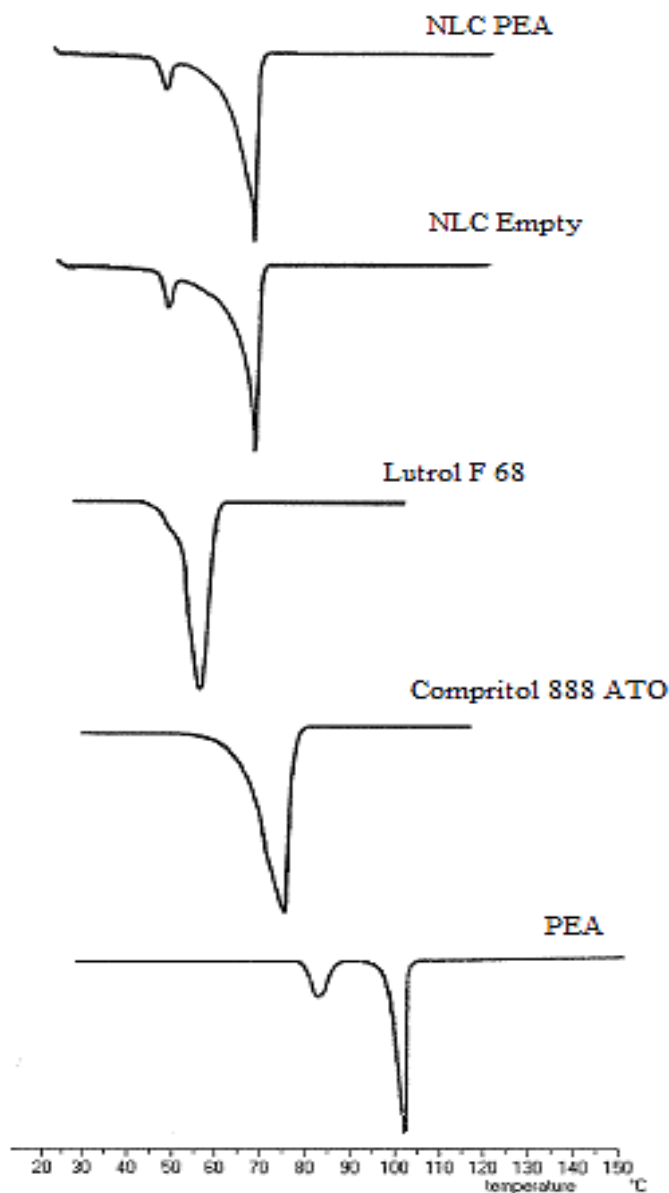 NLC PEA
NLC Empty
Lutrol F 68
Compritol 888 ATO
PEA
20 30 40 50 60 70 80 90 100 110 120 130 140 150
temperature °C